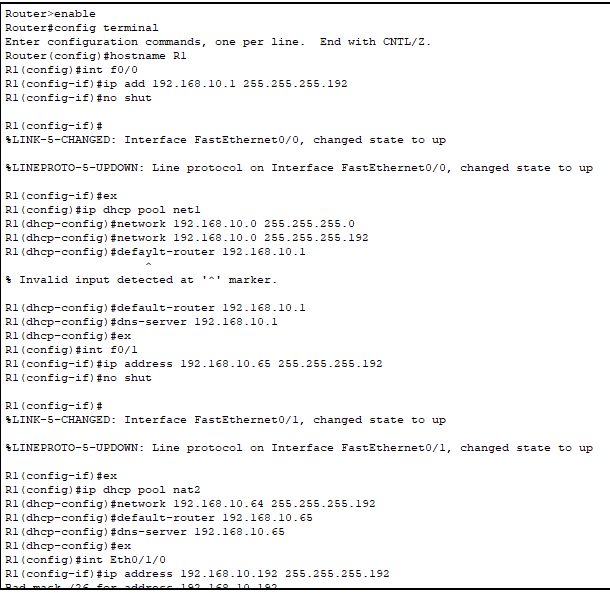 Router>enable
Router#config terminal
Enter configuration commands, one per line.  End with CNTL/Z.
Router(config)#hostname R1
R1(config)#int f0/0
R1(config-if)#ip add 192.168.10.1 255.255.255.192
R1(config-if)#no shut
R1(config-if)#
%LINK-5-CHANGED: Interface FastEthernet0/0, changed state to up
%LINEPROTO-5-UPDOWN: Line protocol on Interface FastEthernet0/0, changed state to up
R1(config-if)#ex
R1(config)#ip dhcp pool net1
R1(dhcp-config)#network 192.168.10.0 255.255.255.0
R1(dhcp-config)#network 192.168.10.0 255.255.255.192
R1(dhcp-config)#defaylt-router 192.168.10.1
^
% Invalid input detected at '^' marker.
R1(dhcp-config)#default-router 192.168.10.1
R1(dhcp-config)#dns-server 192.168.10.1
R1(dhcp-config)#ex
R1(config)#int f0/1
R1(config-if)#ip address 192.168.10.65 255.255.255.192
R1(config-if)#no shut
R1(config-if)#
%LINK-5-CHANGED: Interface FastEthernet0/1, changed state to up
%LINEPROTO-5-UPDOWN: Line protocol on Interface FastEthernet0/1, changed state to up
R1(config-if)#ex
R1(config)#ip dhcp pool nat2
R1(dhcp-config)#network 192.168.10.64 255.255.255.192
R1(dhcp-config)#default-router 192.168.10.65
R1(dhcp-config)#dns-server 192.168.10.65
R1(dhcp-config)#ex
R1(config)#int Eth0/1/0
R1(config-if)#ip address 192.168.10.192 255.255.255.192
Bad mask /26 for address 192.168.10.192